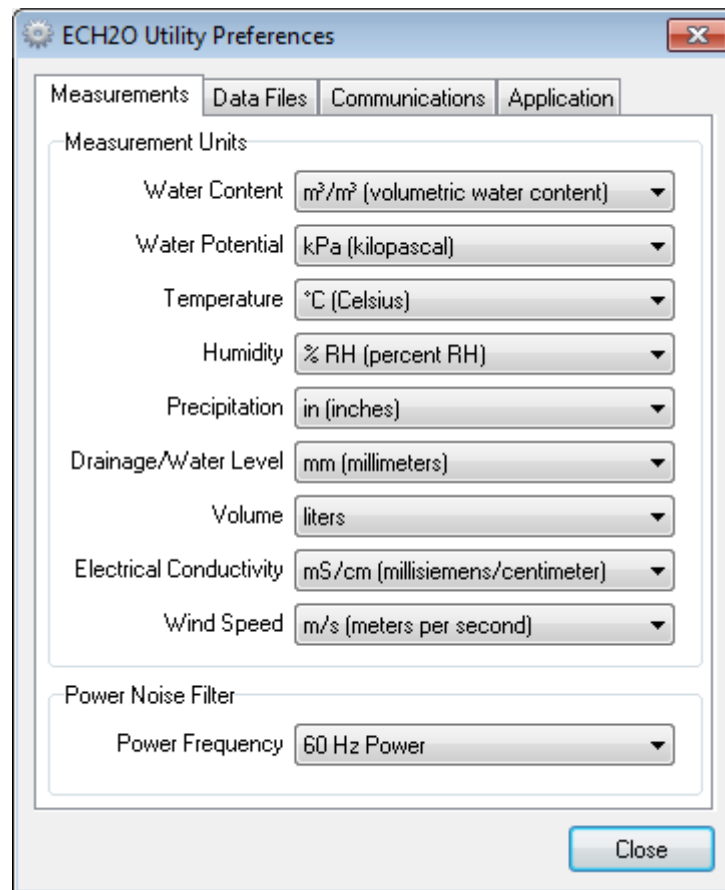 ECH2O Utility Preferences
Measurements Data Files Communications Application
Measurement Units
Water Content m³/m³ (volumetric water content)
Water Potential kPa (kilopascal)
Temperature °C (Celsius)
Humidity % RH (percent RH)
Precipitation in (inches)
Drainage/Water Level mm (millimeters)
Volume liters
Electrical Conductivity mS/cm (millisiemens/centimeter)
Wind Speed m/s (meters per second)
Power Noise Filter
Power Frequency 60 Hz Power
Close